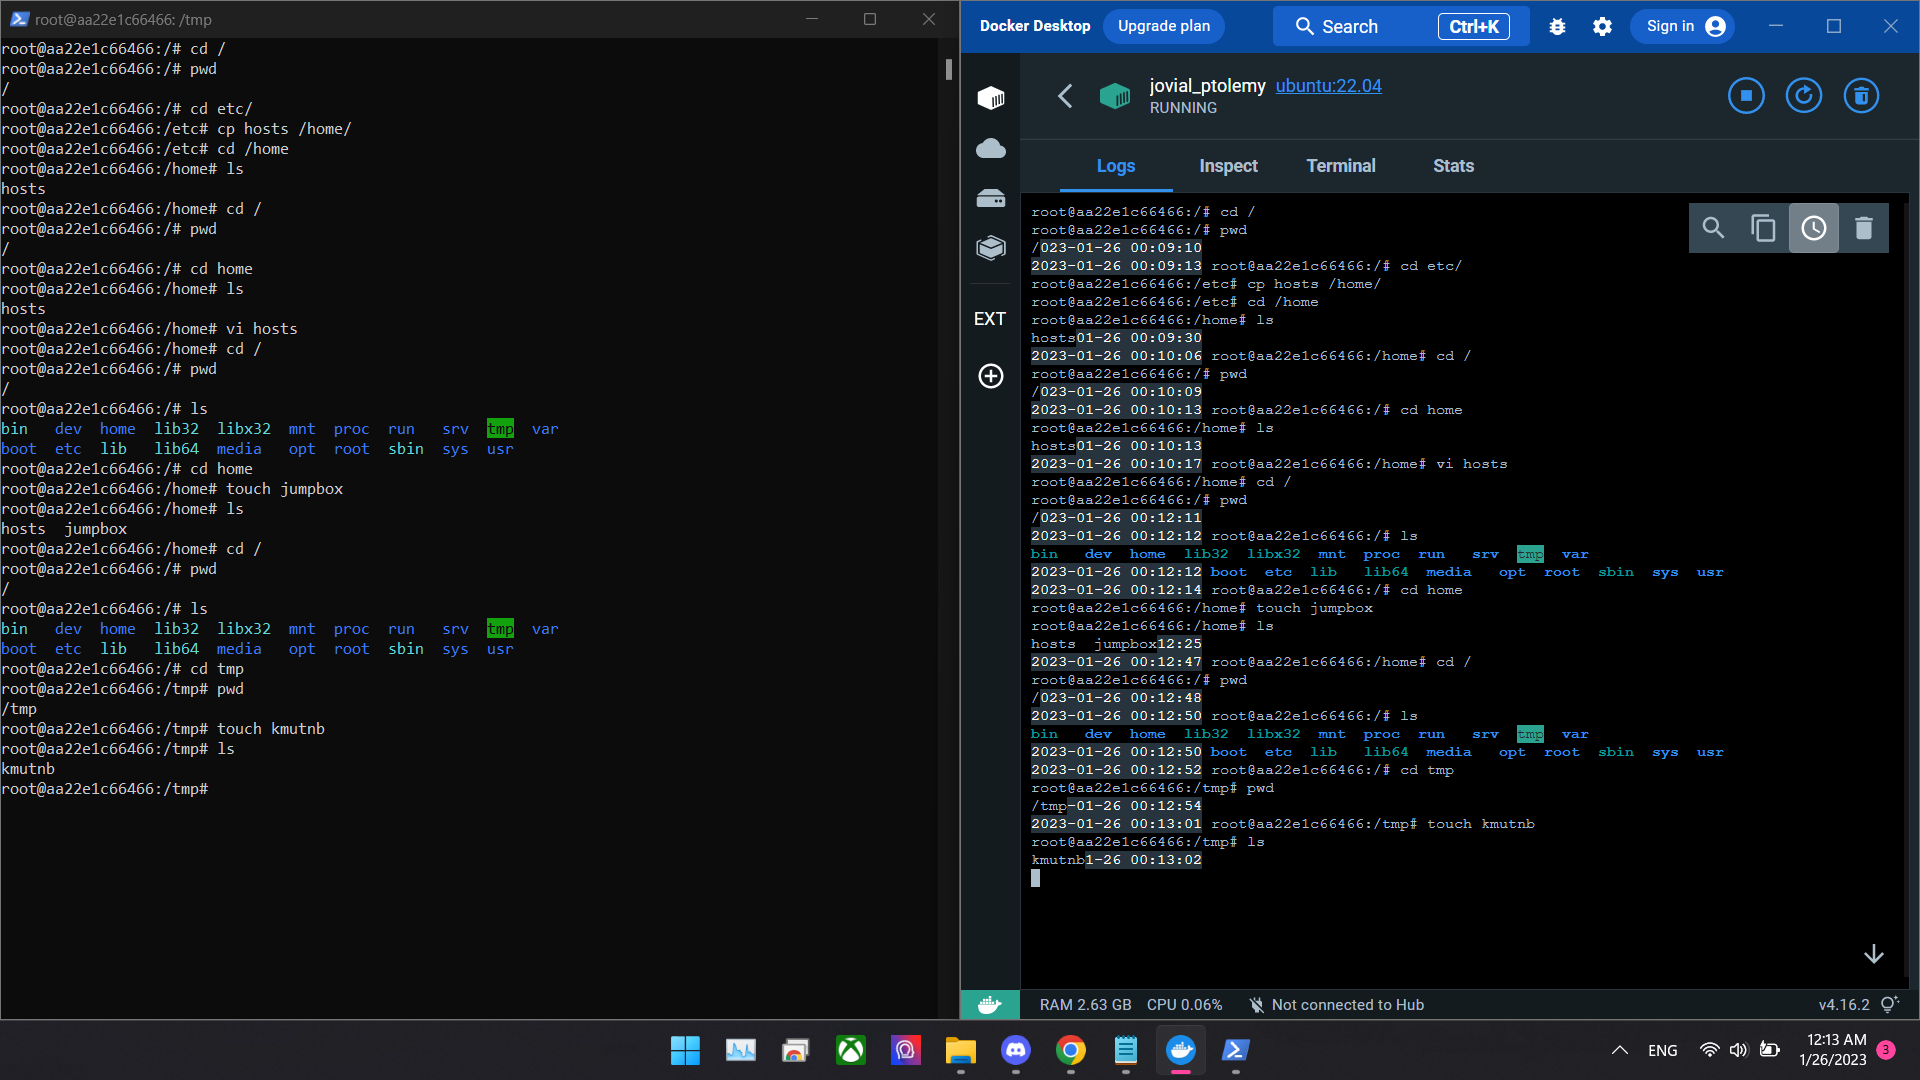 root@aa22e1c66466: /tmp
root@aa22e1c66466:/# cd /
root@aa22e1c66466:/# pwd
/
root@aa22e1c66466:/# cd etc/
root@aa22e1c66466:/etc# cp hosts /home/
root@aa22e1c66466:/etc# cd /home
root@aa22e1c66466:/home# ls
hosts
root@aa22e1c66466:/home# cd /
root@aa22e1c66466:/# pwd
/
root@aa22e1c66466:/# cd home
root@aa22e1c66466:/home# ls
hosts
root@aa22e1c66466:/home# vi hosts
root@aa22e1c66466:/home# cd /
root@aa22e1c66466:/# pwd
/
root@aa22e1c66466:/# ls
bin   dev  home  lib32  libx32  mnt  proc  run   srv  tmp  var
boot  etc  lib   lib64  media   opt  root  sbin  sys  usr
root@aa22e1c66466:/# cd home
root@aa22e1c66466:/home# touch jumpbox
root@aa22e1c66466:/home# ls
hosts  jumpbox
root@aa22e1c66466:/home# cd /
root@aa22e1c66466:/# pwd
/
root@aa22e1c66466:/# ls
bin   dev  home  lib32  libx32  mnt  proc  run   srv  tmp  var
boot  etc  lib   lib64  media   opt  root  sbin  sys  usr
root@aa22e1c66466:/# cd tmp
root@aa22e1c66466:/tmp# pwd
/tmp
root@aa22e1c66466:/tmp# touch kmutnb
root@aa22e1c66466:/tmp# ls
kmutnb
root@aa22e1c66466:/tmp#
Docker Desktop Upgrade plan Search Ctrl+K Sign in
jovial_ptolemy ubuntu:22.04
RUNNING
Logs Inspect Terminal Stats
EXT
root@aa22e1c66466:/# cd /
root@aa22e1c66466:/# pwd
/023-01-26 00:09:10
2023-01-26 00:09:13 root@aa22e1c66466:/# cd etc/
root@aa22e1c66466:/etc# cp hosts /home/
root@aa22e1c66466:/etc# cd /home
root@aa22e1c66466:/home# ls
hosts01-26 00:09:30
2023-01-26 00:10:06 root@aa22e1c66466:/home# cd /
root@aa22e1c66466:/# pwd
/023-01-26 00:10:09
2023-01-26 00:10:13 root@aa22e1c66466:/# cd home
root@aa22e1c66466:/home# ls
hosts01-26 00:10:13
2023-01-26 00:10:17 root@aa22e1c66466:/home# vi hosts
root@aa22e1c66466:/home# cd /
root@aa22e1c66466:/# pwd
/023-01-26 00:12:11
2023-01-26 00:12:12 root@aa22e1c66466:/# ls
bin   dev  home  lib32  libx32  mnt  proc  run   srv  tmp  var
2023-01-26 00:12:12 boot  etc  lib   lib64  media   opt  root  sbin  sys  usr
2023-01-26 00:12:14 root@aa22e1c66466:/# cd home
root@aa22e1c66466:/home# touch jumpbox
root@aa22e1c66466:/home# ls
hosts  jumpbox12:25
2023-01-26 00:12:47 root@aa22e1c66466:/home# cd /
root@aa22e1c66466:/# pwd
/023-01-26 00:12:48
2023-01-26 00:12:50 root@aa22e1c66466:/# ls
bin   dev  home  lib32  libx32  mnt  proc  run   srv  tmp  var
2023-01-26 00:12:50 boot  etc  lib   lib64  media   opt  root  sbin  sys  usr
2023-01-26 00:12:52 root@aa22e1c66466:/# cd tmp
root@aa22e1c66466:/tmp# pwd
/tmp-01-26 00:12:54
2023-01-26 00:13:01 root@aa22e1c66466:/tmp# touch kmutnb
root@aa22e1c66466:/tmp# ls
kmutnb1-26 00:13:02
RAM 2.63 GB CPU 0.06% Not connected to Hub v4.16.2
ENG 12:13 AM 3
1/26/2023